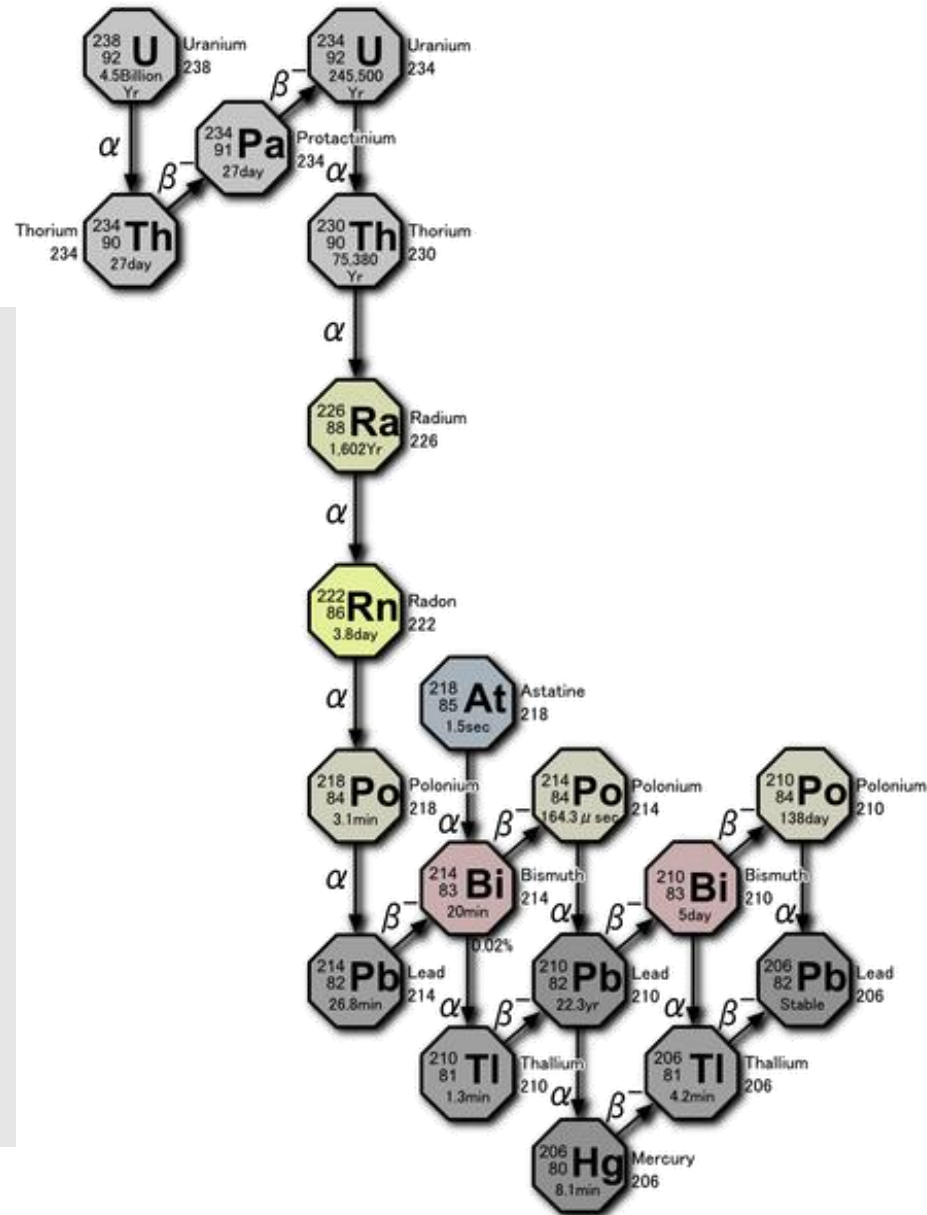 238
92 U
4.5Billion
Yr
Uranium
238
α
234
90 Th
27day
Thorium
234
β⁻
234
91 Pa
27day
Protactinium
234
β⁻
234
92 U
245,500
Yr
Uranium
234
α
230
90 Th
75,380
Yr
Thorium
230
α
226
88 Ra
1,602Yr
Radium
226
α
222
86 Rn
3.8day
Radon
222
α
218
85 At
1.5sec
Astatine
218
α
218
84 Po
3.1min
Polonium
218
α
214
82 Pb
26.8min
Lead
214
β⁻
214
83 Bi
20min
Bismuth
214
0.02%
β⁻
214
84 Po
164.3 μ sec
Polonium
214
α
α
210
81 Tl
1.3min
Thallium
210
β⁻
210
82 Pb
22.3yr
Lead
210
β⁻
210
83 Bi
5day
Bismuth
210
β⁻
210
84 Po
138day
Polonium
210
α
206
82 Pb
Stable
Lead
206
α
206
81 Tl
4.2min
Thallium
206
β⁻
α
206
80 Hg
8.1min
Mercury
206
β⁻